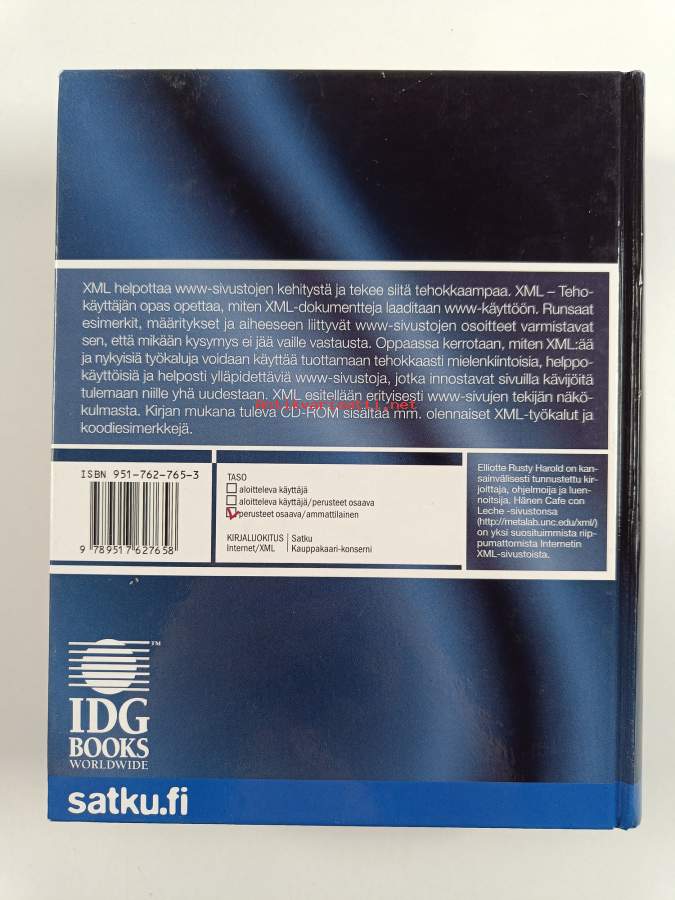 XML helpottaa www-sivustojen kehitystä ja tekee siitä tehokkaampaa. XML – Teho-
käyttäjän opas opettaa, miten XML-dokumentteja laaditaan www-käyttöön. Runsaat
esimerkit, määritykset ja aiheeseen liittyvät www-sivustojen osoitteet varmistavat
sen, että mikään kysymys ei jää vaille vastausta. Oppaassa kerrotaan, miten XML:ää
ja nykyisiä työkaluja voidaan käyttää tuottamaan tehokkaasti mielenkiintoisia, helppo-
käyttöisiä ja helposti ylläpidettäviä www-sivustoja, jotka innostavat sivuilla kävijöitä
tulemaan niille yhä uudestaan. XML esitellään erityisesti www-sivujen tekijän näkö-
kulmasta. Kirjan mukana tuleva CD-ROM sisältää mm. olennaiset XML-työkalut ja
koodiesimerkkejä.
Antikvariaatti.net
ISBN 951-762-765-3
9 789517 627658
TASO
aloitteleva käyttäjä
aloitteleva käyttäjä/perusteet osaava
perusteet osaava/ammattilainen
KIRJALUOKITUS Satku
Internet/XML Kauppakaari-konserni
Elliotte Rusty Harold on kan-
sainvälisesti tunnustettu kir-
joittaja, ohjelmoija ja luen-
noitsija. Hänen Cafe con
Leche -sivustonsa
(http://metalab.unc.edu/xml/)
on yksi suosituimmista riip-
pumattomista Internetin
XML-sivustoista.
TM
IDG
BOOKS
WORLDWIDE
satku.fi